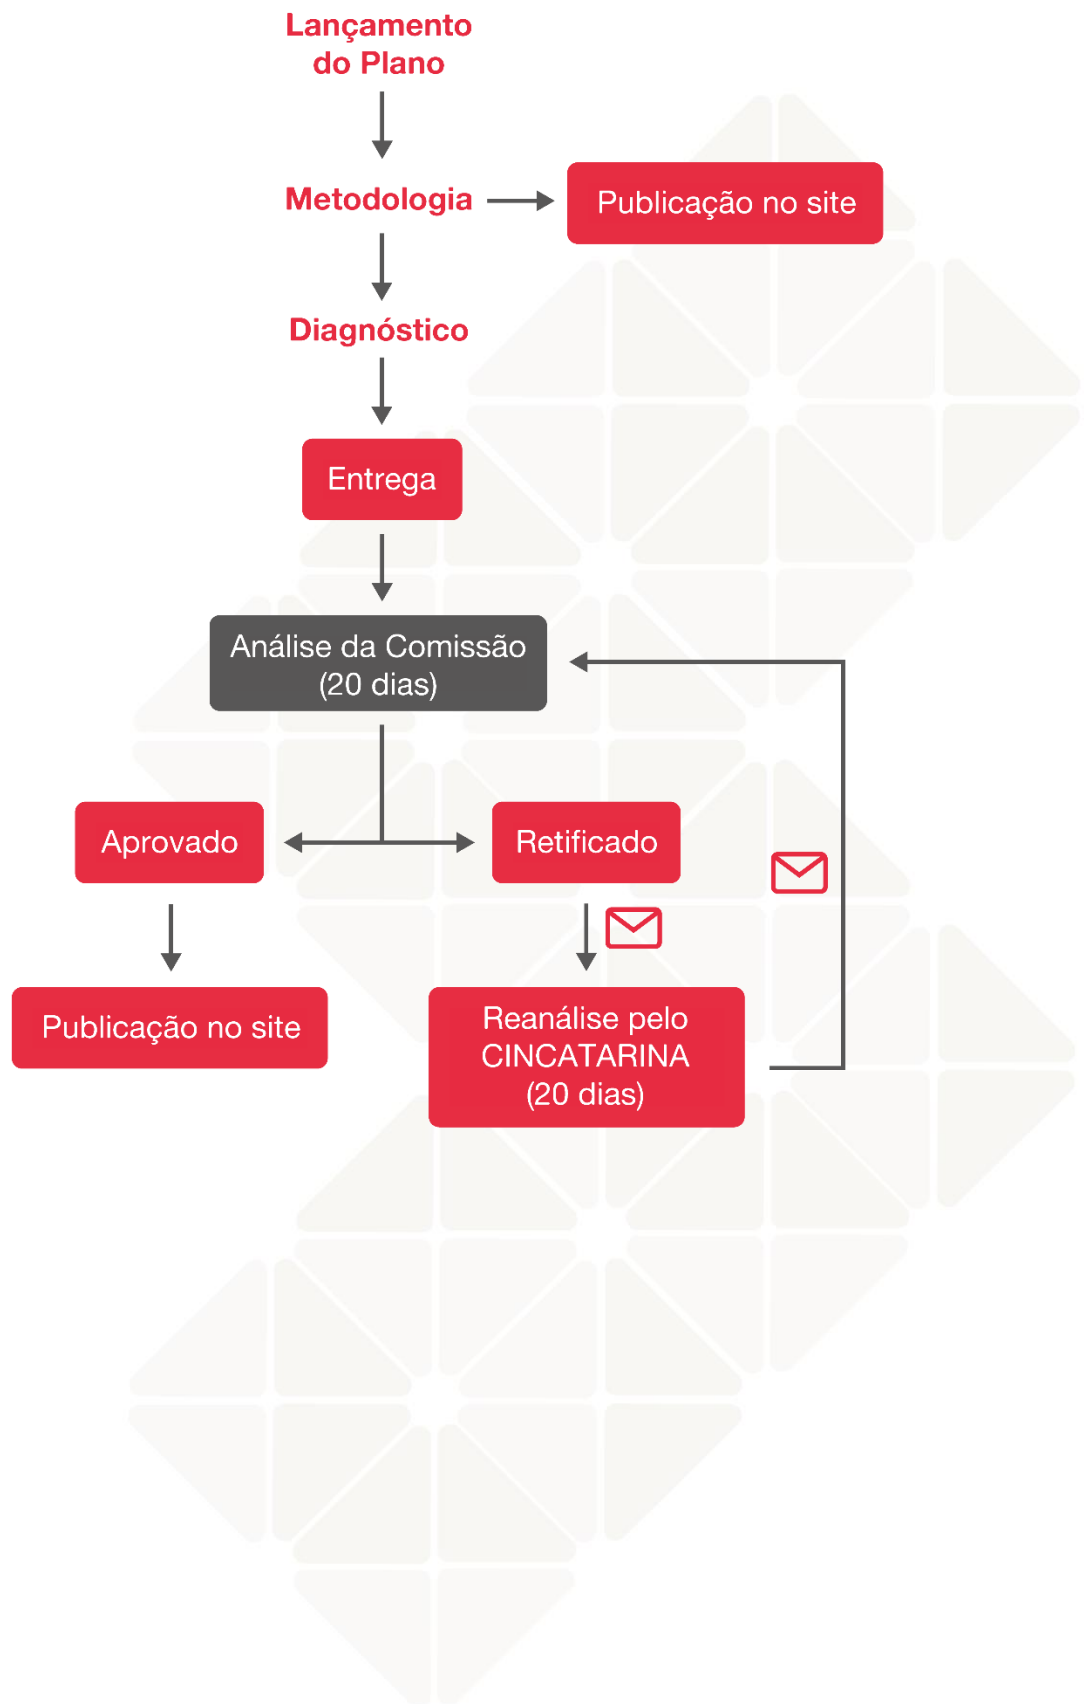 Lançamento
do Plano
Metodologia
Publicação no site
Diagnóstico
Entrega
Análise da Comissão
(20 dias)
Aprovado
Retificado
Publicação no site
Reanálise pelo
CINCATARINA
(20 dias)